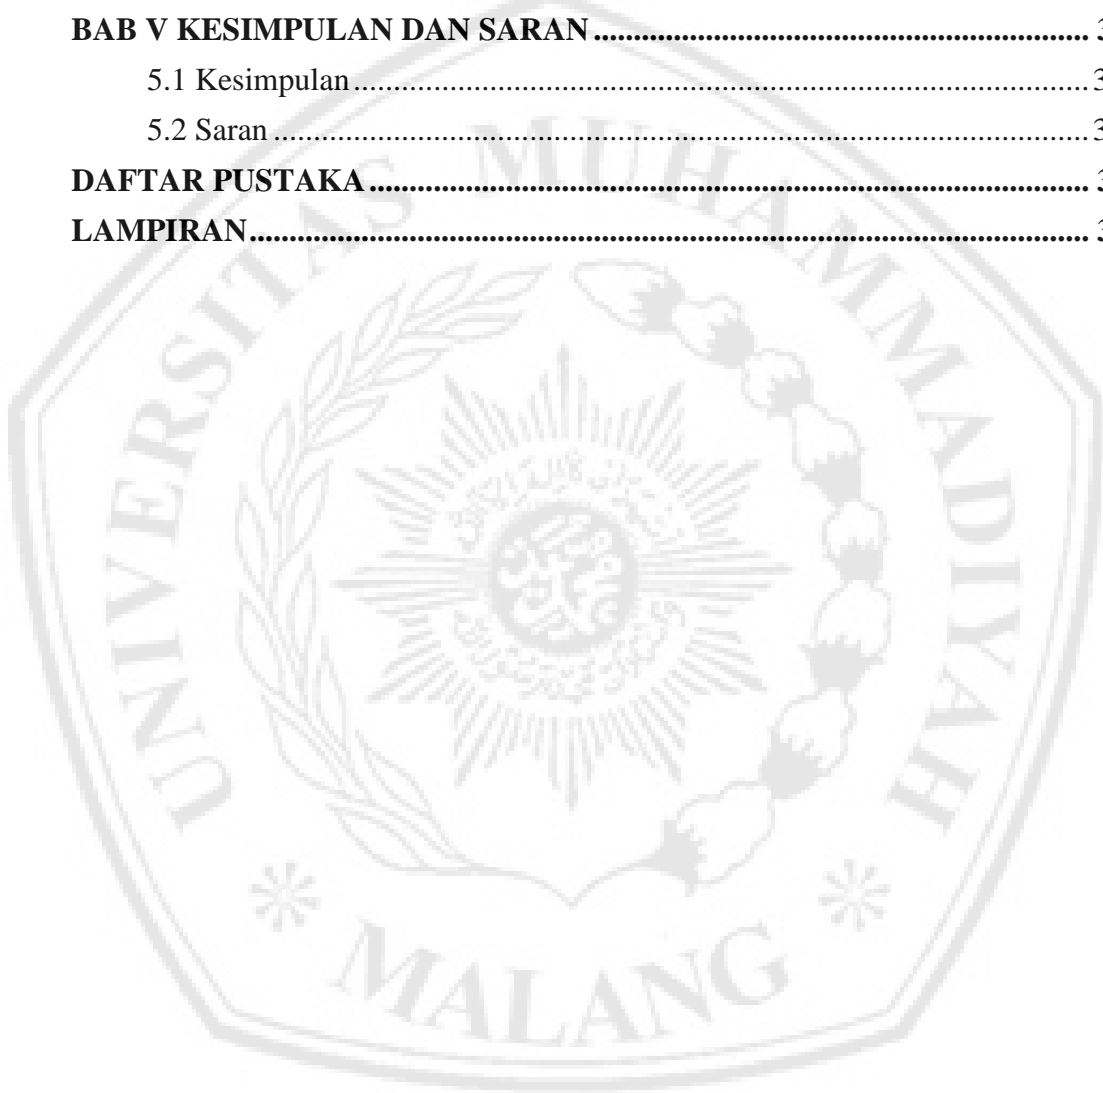 BAB V KESIMPULAN DAN SARAN ............................................................... 3
5.1 Kesimpulan ............................................................................................. 3
5.2 Saran ....................................................................................................... 3
DAFTAR PUSTAKA ........................................................................................... 3
LAMPIRAN .......................................................................................................... 3
UNIVERSITAS MUHAMMADIYAH
MALANG